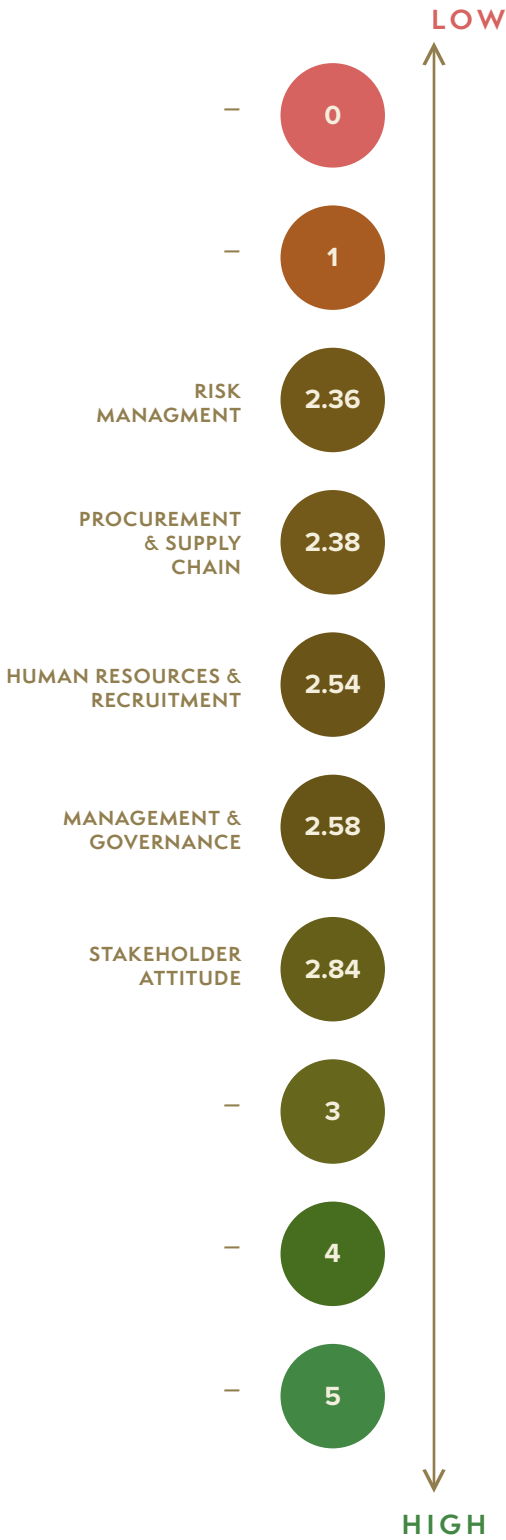 LOW
–
0
–
1
RISK
MANAGMENT
2.36
PROCUREMENT
& SUPPLY
CHAIN
2.38
HUMAN RESOURCES &
RECRUITMENT
2.54
MANAGEMENT &
GOVERNANCE
2.58
STAKEHOLDER
ATTITUDE
2.84
–
3
–
4
–
5
HIGH